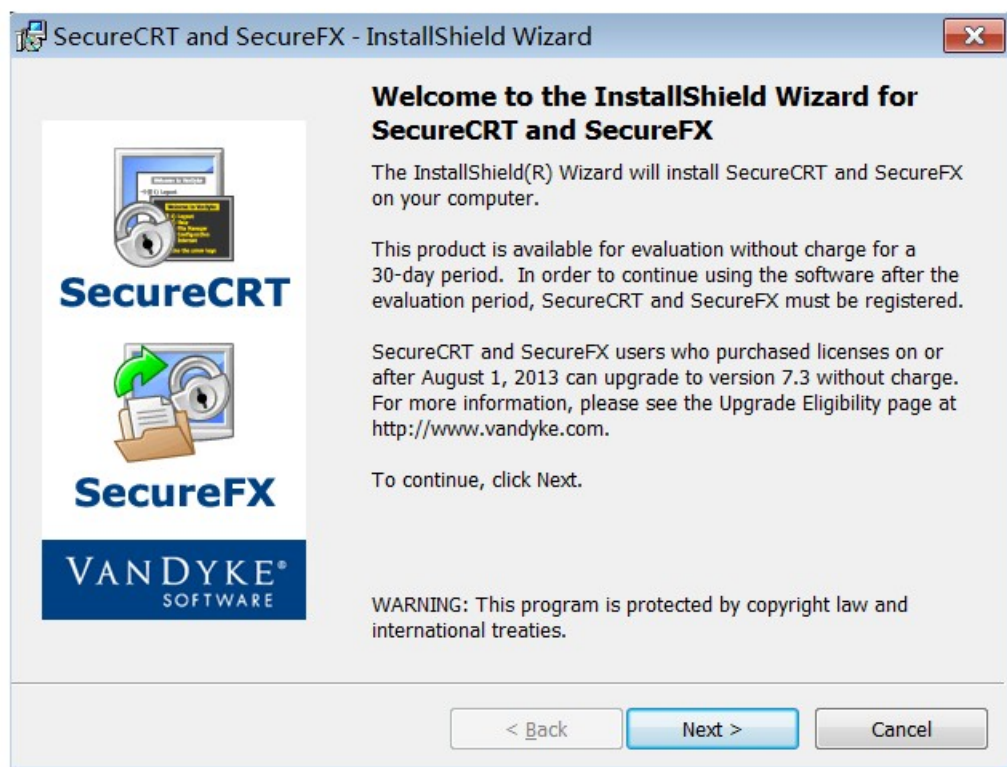 SecureCRT and SecureFX - InstallShield Wizard
Welcome to the InstallShield Wizard for
SecureCRT and SecureFX
The InstallShield(R) Wizard will install SecureCRT and SecureFX
on your computer.
This product is available for evaluation without charge for a
30-day period.  In order to continue using the software after the
evaluation period, SecureCRT and SecureFX must be registered.
SecureCRT and SecureFX users who purchased licenses on or
after August 1, 2013 can upgrade to version 7.3 without charge.
For more information, please see the Upgrade Eligibility page at
http://www.vandyke.com.
To continue, click Next.
WARNING: This program is protected by copyright law and
international treaties.
SecureCRT
SecureFX
VANDYKE®
SOFTWARE
< Back
Next >
Cancel